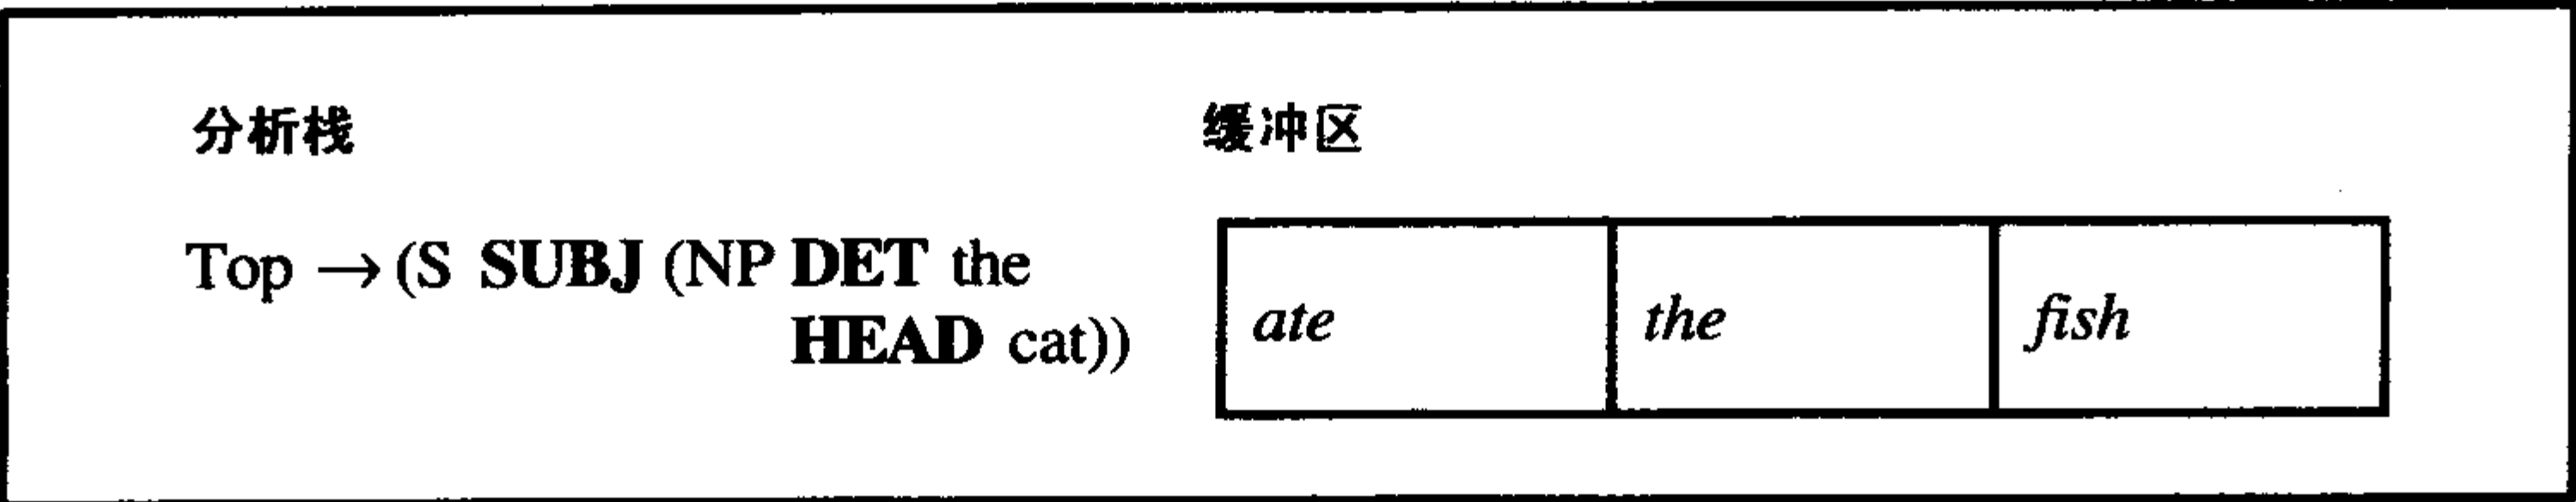 分析栈
缓冲区
Top →(S SUBJ (NP DET the
HEAD cat))
ate
the
fish